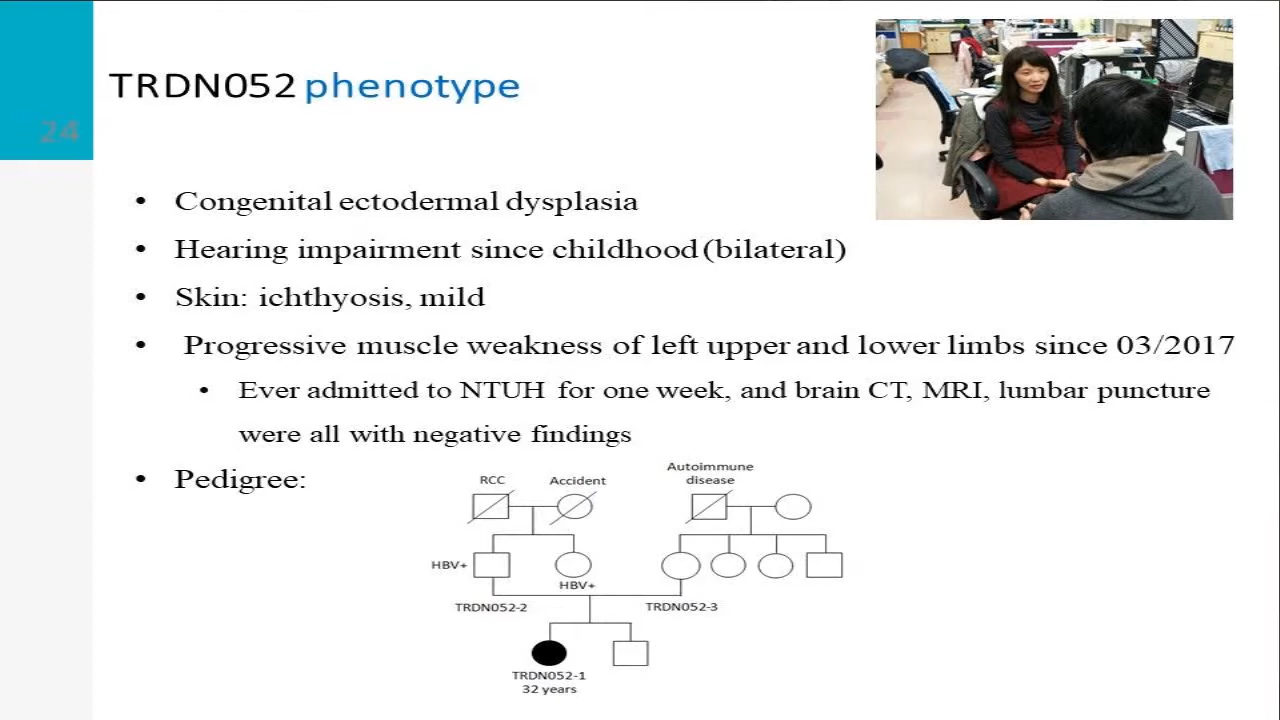 TRDN052 phenotype
24
• Congenital ectodermal dysplasia
• Hearing impairment since childhood (bilateral)
• Skin: ichthyosis, mild
• Progressive muscle weakness of left upper and lower limbs since 03/2017
• Ever admitted to NTUH for one week, and brain CT, MRI, lumbar puncture
were all with negative findings
• Pedigree:
RCC
Accident
Autoimmune
disease
HBV+
HBV+
TRDN052-2
TRDN052-3
TRDN052-1
32 years